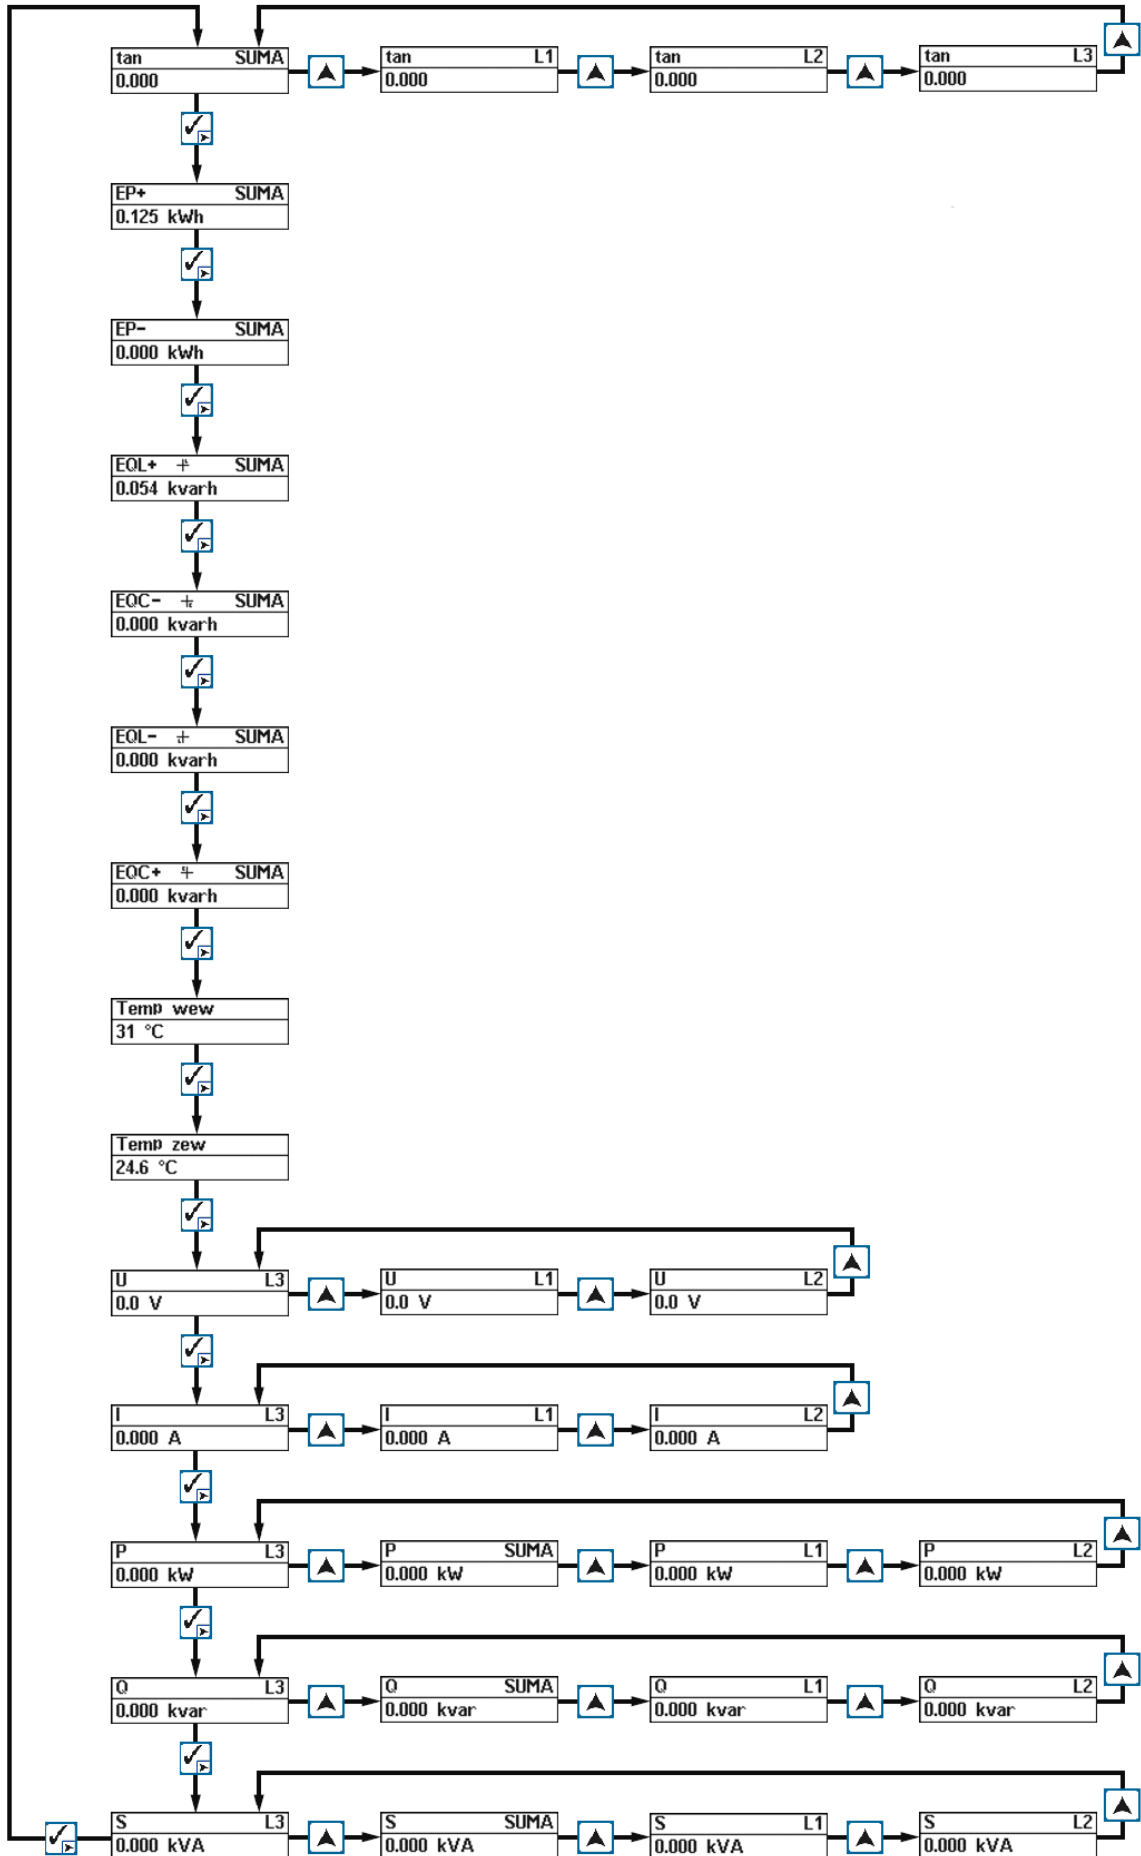 tan SUMA
0.000
tan L1
0.000
tan L2
0.000
tan L3
0.000
EP+ SUMA
0.125 kWh
EP- SUMA
0.000 kWh
EQL+ SUMA
0.054 kvarh
EQC- SUMA
0.000 kvarh
EQL- SUMA
0.000 kvarh
EQC+ SUMA
0.000 kvarh
Temp wew
31 °C
Temp zew
24.6 °C
U L3
0.0 V
U L1
0.0 V
U L2
0.0 V
I L3
0.000 A
I L1
0.000 A
I L2
0.000 A
P L3
0.000 kW
P SUMA
0.000 kW
P L1
0.000 kW
P L2
0.000 kW
Q L3
0.000 kvar
Q SUMA
0.000 kvar
Q L1
0.000 kvar
Q L2
0.000 kvar
S L3
0.000 kVA
S SUMA
0.000 kVA
S L1
0.000 kVA
S L2
0.000 kVA